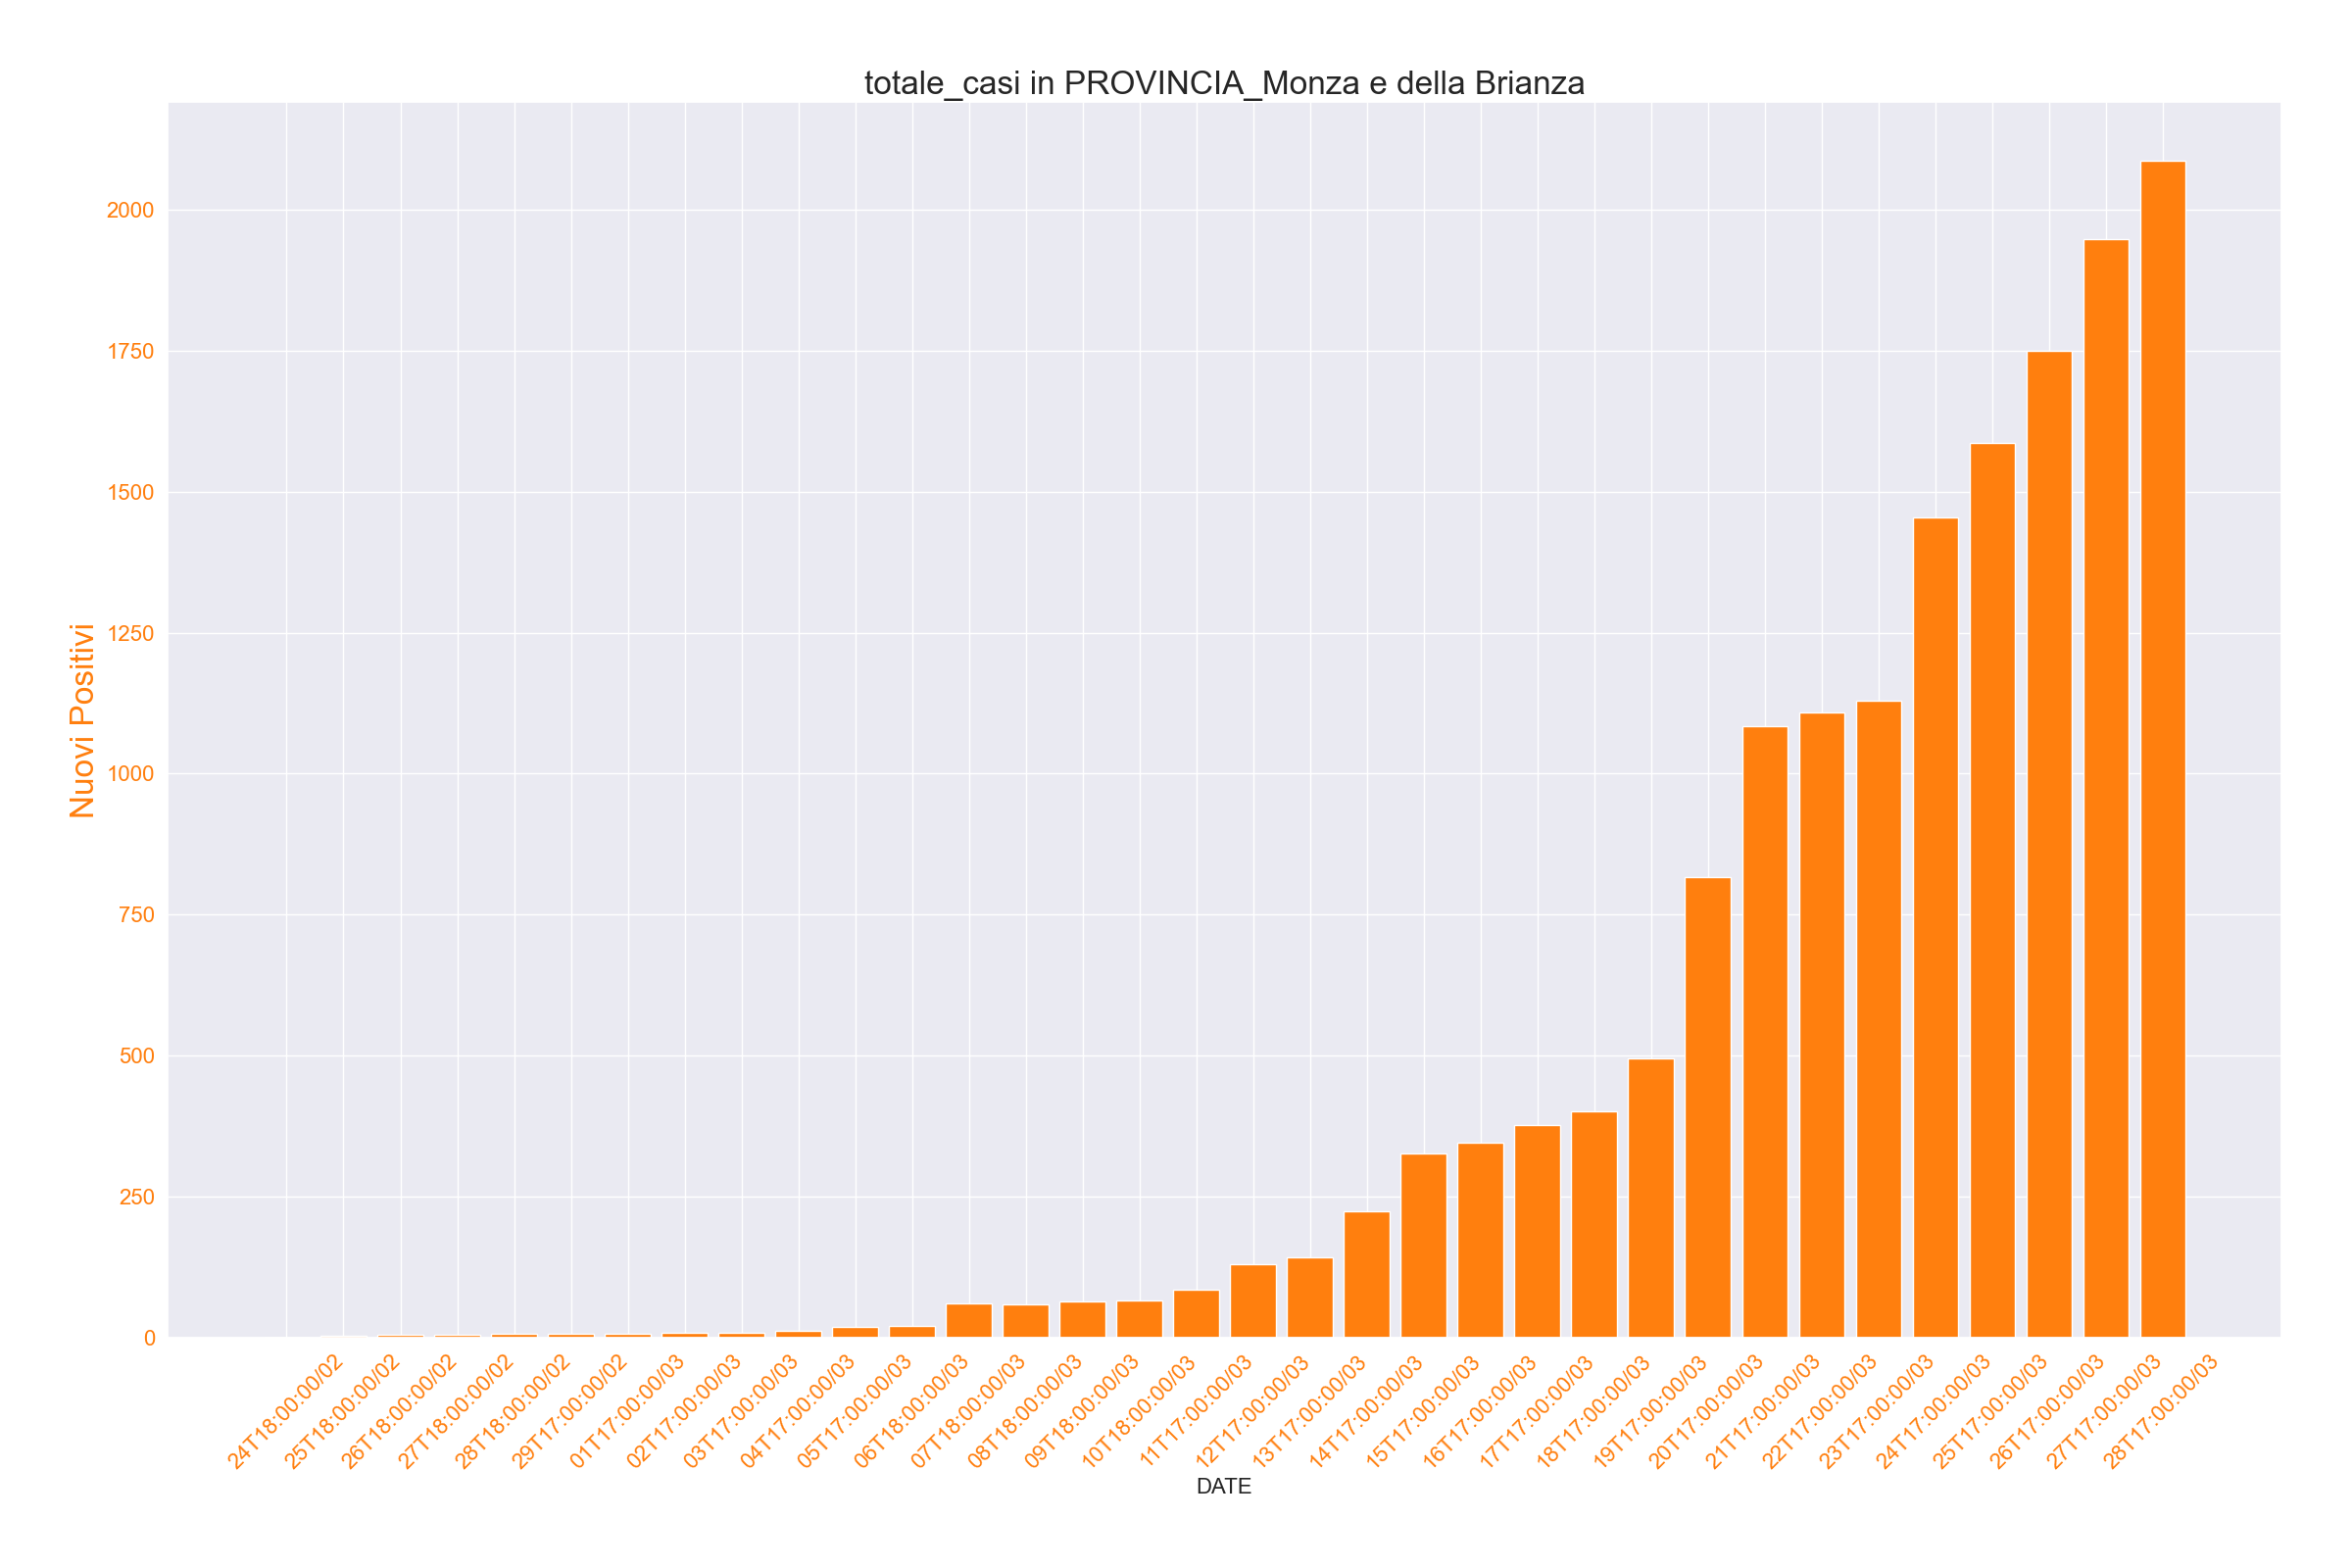 totale_casi in PROVINCIA_Monza e della Brianza
2000
1750
1500
1250
1000
750
500
250
0
Nuovi Positivi
24T18:00:00/02
25T18:00:00/02
26T18:00:00/02
27T18:00:00/02
28T18:00:00/02
29T17:00:00/02
01T17:00:00/03
02T17:00:00/03
03T17:00:00/03
04T17:00:00/03
05T17:00:00/03
06T18:00:00/03
07T18:00:00/03
08T18:00:00/03
09T18:00:00/03
10T18:00:00/03
11T17:00:00/03
12T17:00:00/03
13T17:00:00/03
14T17:00:00/03
15T17:00:00/03
16T17:00:00/03
17T17:00:00/03
18T17:00:00/03
19T17:00:00/03
20T17:00:00/03
21T17:00:00/03
22T17:00:00/03
23T17:00:00/03
24T17:00:00/03
25T17:00:00/03
26T17:00:00/03
27T17:00:00/03
28T17:00:00/03
DATE